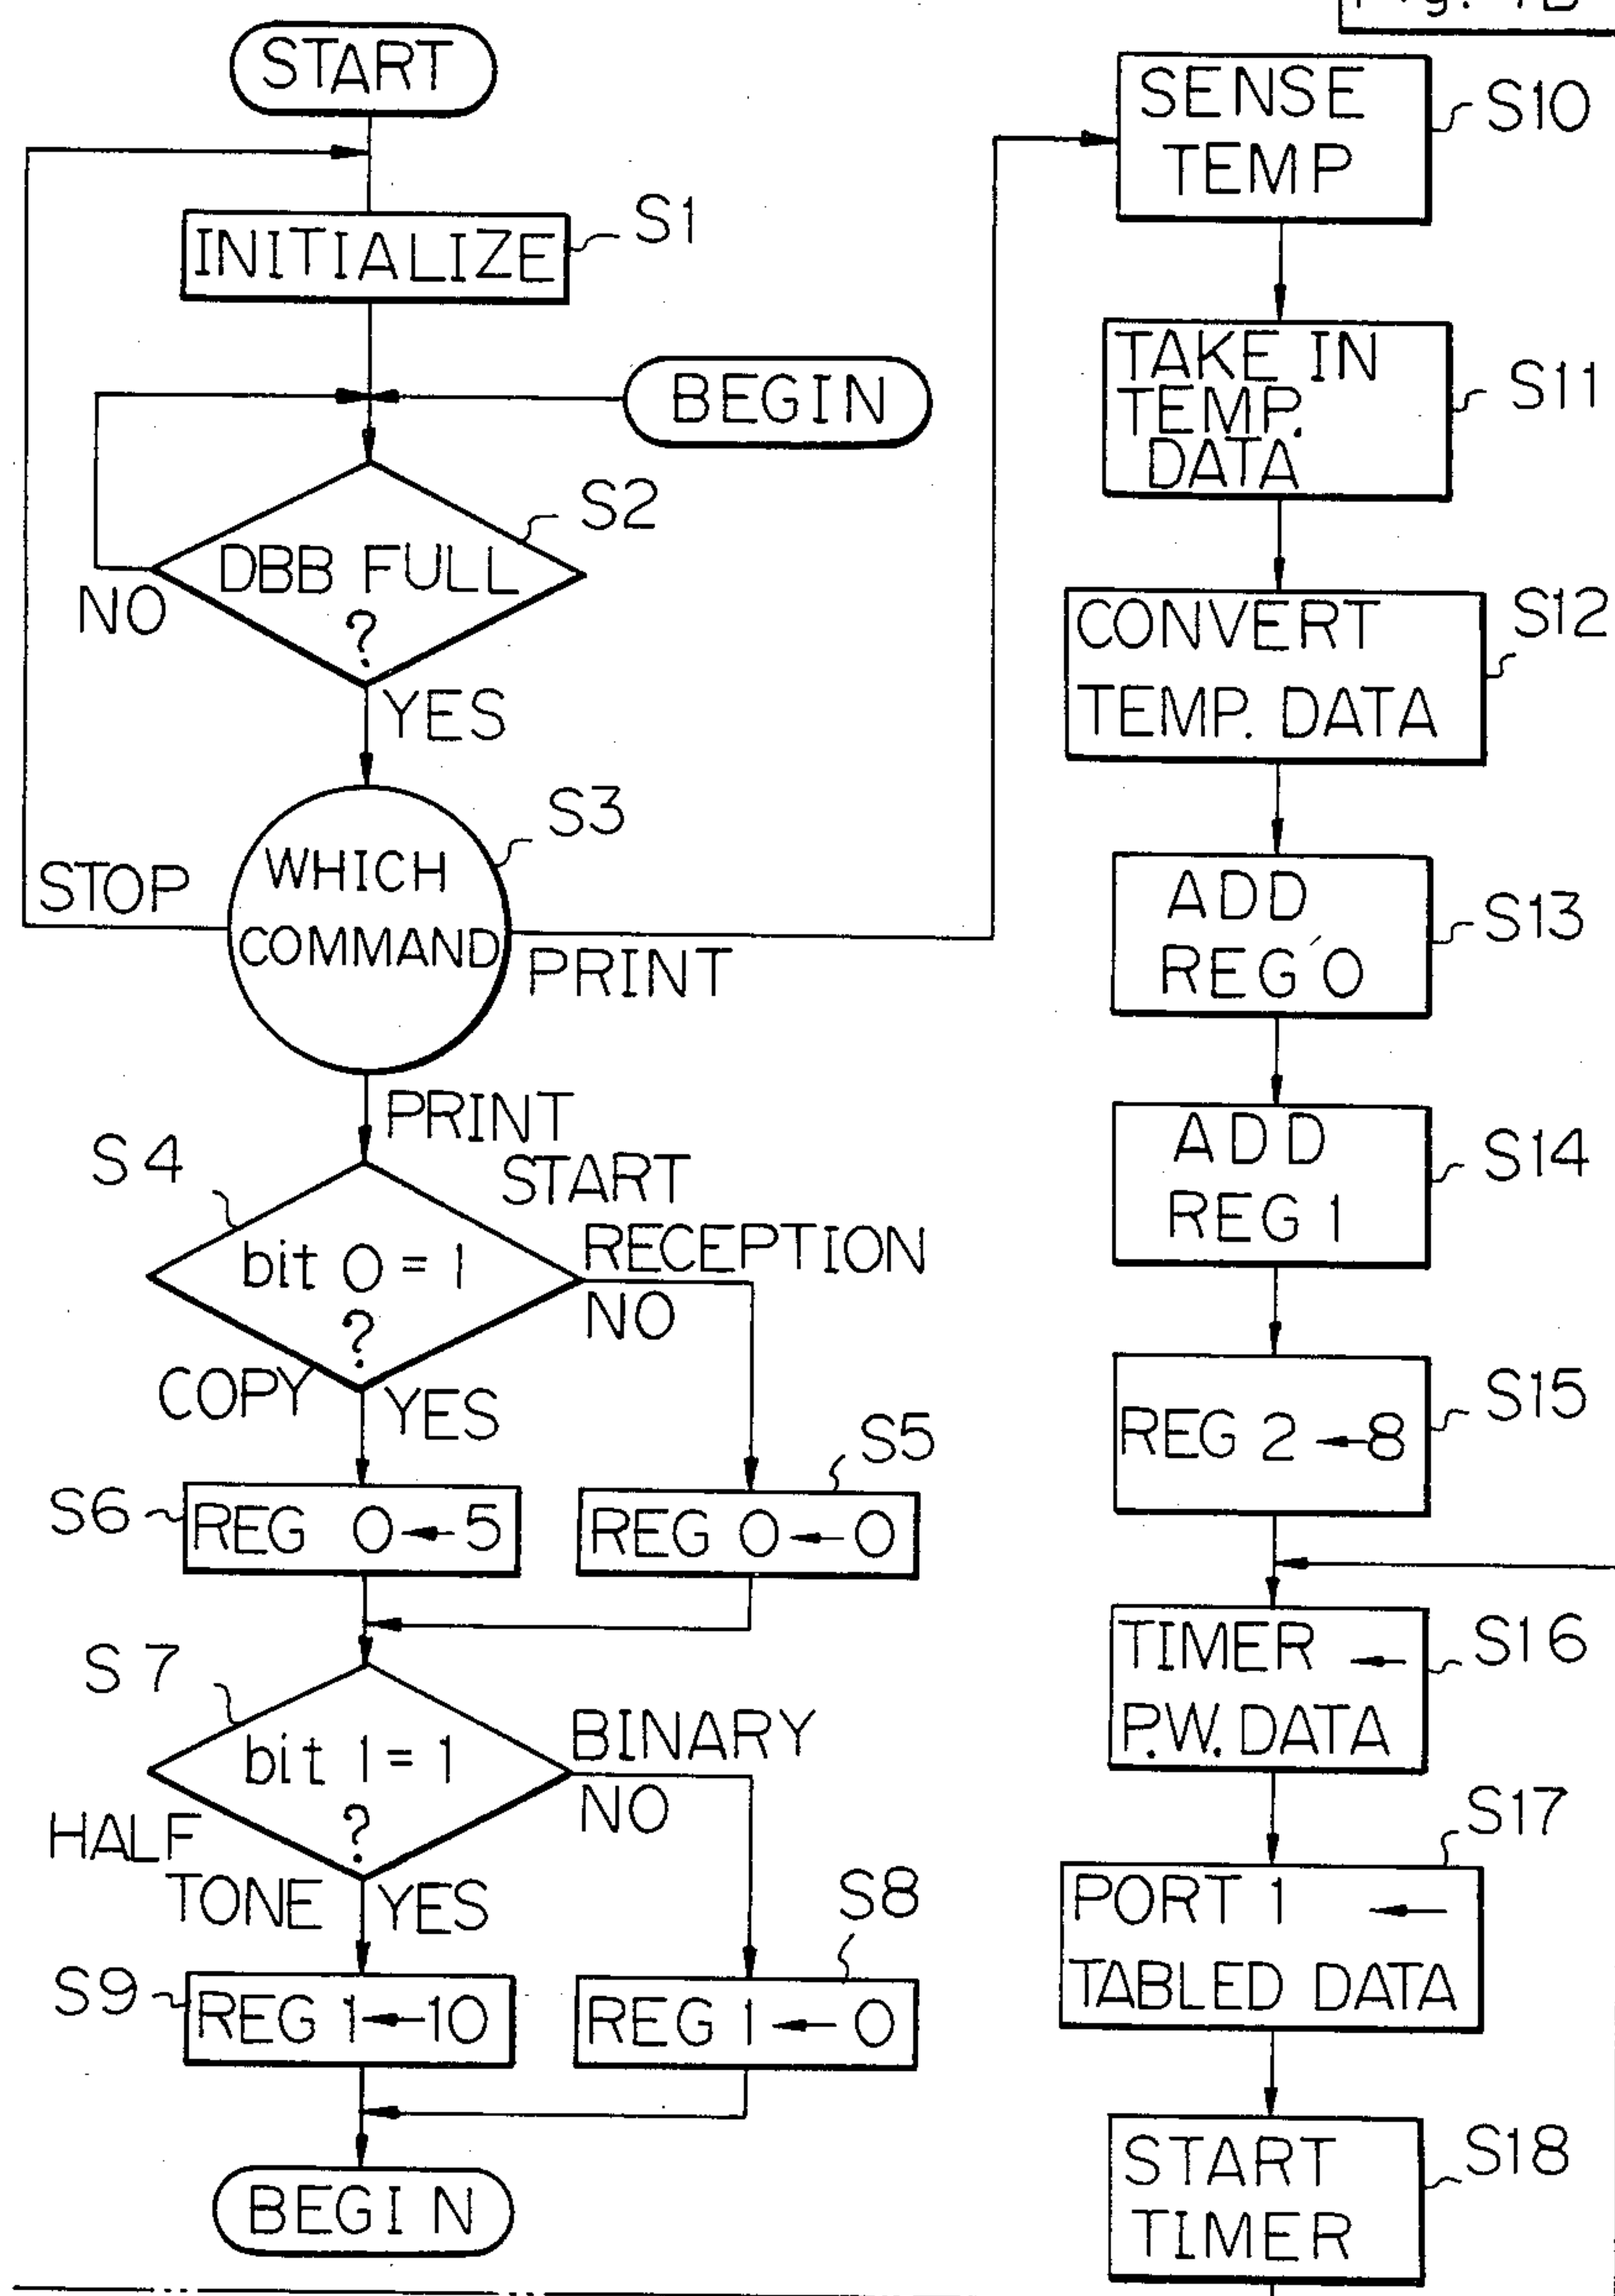 START
INITIALIZE
S1
BEGIN
S2
DBB FULL
?
NO
YES
S3
WHICH
COMMAND
STOP
PRINT
PRINT
START
S4
bit 0 = 1
?
RECEPTION
NO
COPY
YES
S5
S6
REG 0←5
REG 0←0
S7
bit 1 = 1
?
BINARY
NO
HALF
TONE
YES
S8
S9
REG 1←10
REG 1←0
BEGIN
SENSE
TEMP
S10
TAKE IN
TEMP.
DATA
S11
CONVERT
TEMP. DATA
S12
ADD
REG 0
S13
ADD
REG 1
S14
REG 2←8
S15
TIMER ←
P.W. DATA
S16
S17
PORT 1 ←
TABLED DATA
START
TIMER
S18